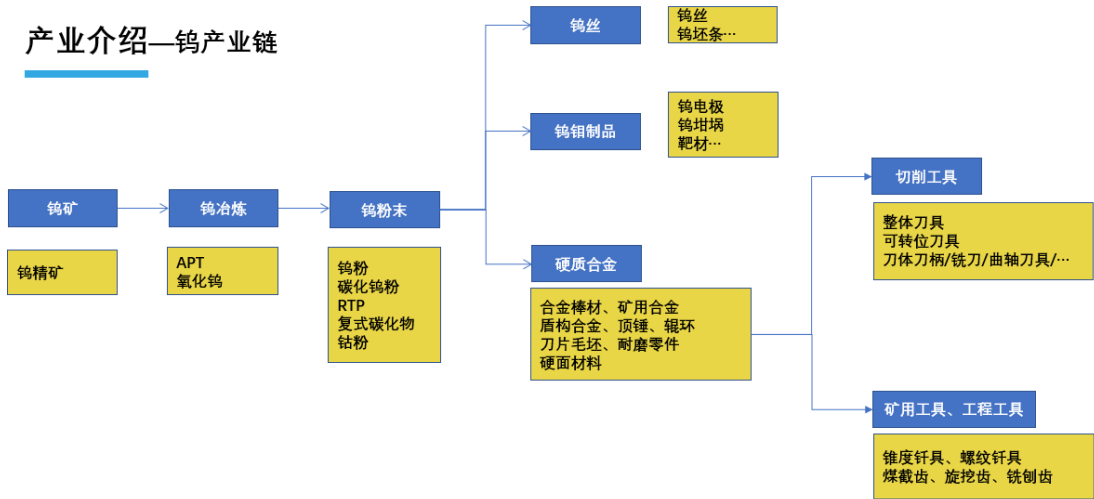 产业介绍—钨产业链
钨矿
钨精矿
钨冶炼
APT
氧化钨
钨粉末
钨粉
碳化钨粉
RTP
复式碳化物
钴粉
钨丝
钨丝
钨坯条…
钨钼制品
钨电极
钨坩埚
靶材…
硬质合金
合金棒材、矿用合金
盾构合金、顶锤、辊环
刀片毛坯、耐磨零件
硬面材料
切削工具
整体刀具
可转位刀具
刀体刀柄/铣刀/曲轴刀具/…
矿用工具、工程工具
锥度钎具、螺纹钎具
煤截齿、旋挖齿、铣刨齿